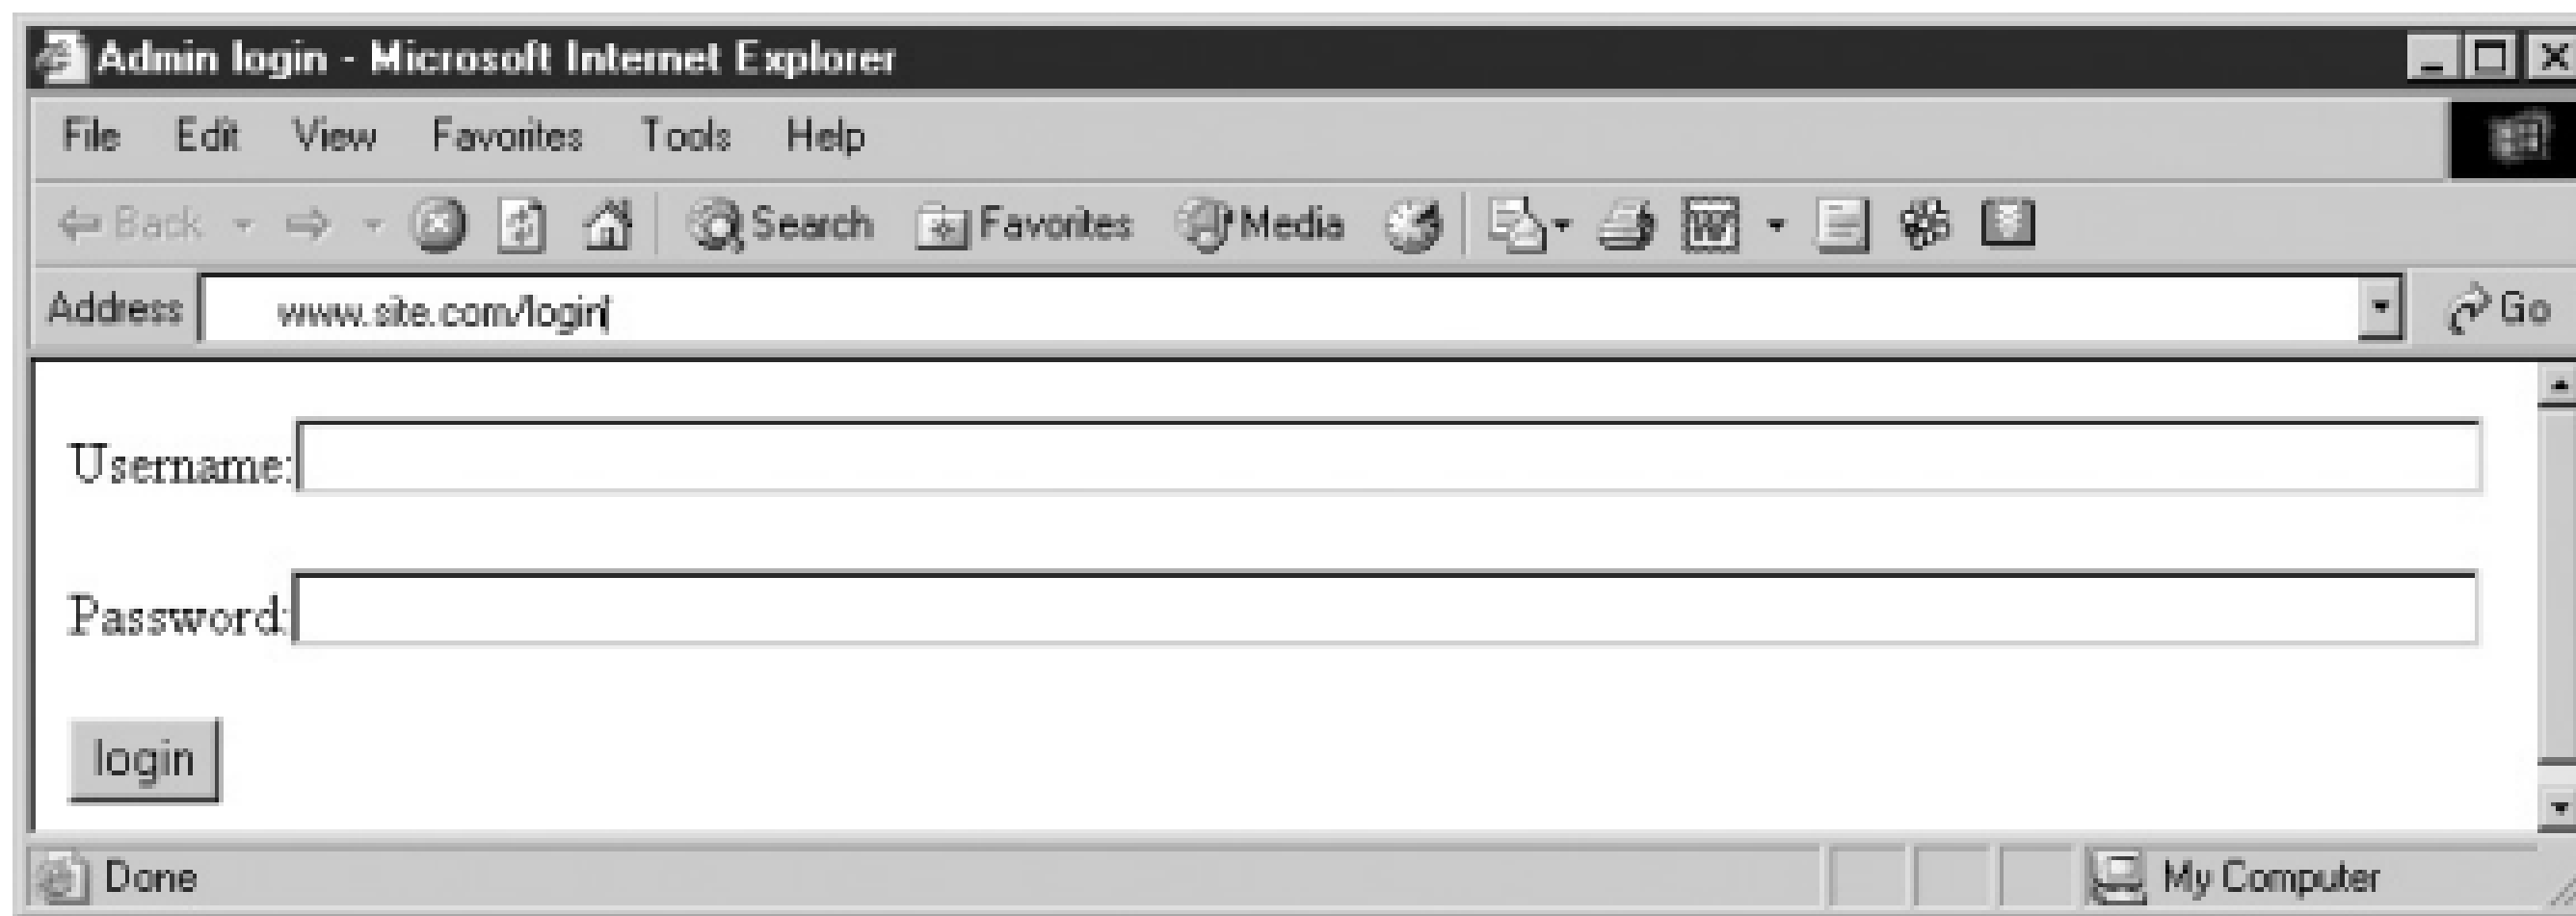 Admin login - Microsoft Internet Explorer
File Edit View Favorites Tools Help
Back Search Favorites Media W
Address www.site.com/login Go
Username:
Password:
login
Done My Computer